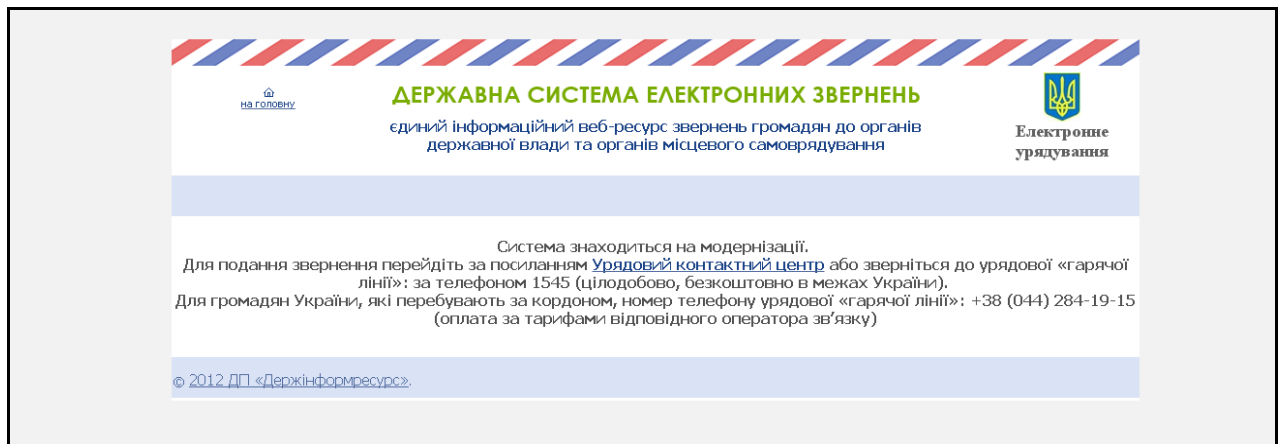 на головну
ДЕРЖАВНА СИСТЕМА ЕЛЕКТРОННИХ ЗВЕРНЕНЬ
єдиний інформаційний веб-ресурс звернень громадян до органів
державної влади та органів місцевого самоврядування
Електронне
урядування
Система знаходиться на модернізації.
Для подання звернення перейдіть за посиланням Урядовий контактний центр або зверніться до урядової «гарячої
лінії»: за телефоном 1545 (цілодобово, безкоштовно в межах України).
Для громадян України, які перебувають за кордоном, номер телефону урядової «гарячої лінії»: +38 (044) 284-19-15
(оплата за тарифами відповідного оператора зв’язку)
© 2012 ДП «Держінформресурс».